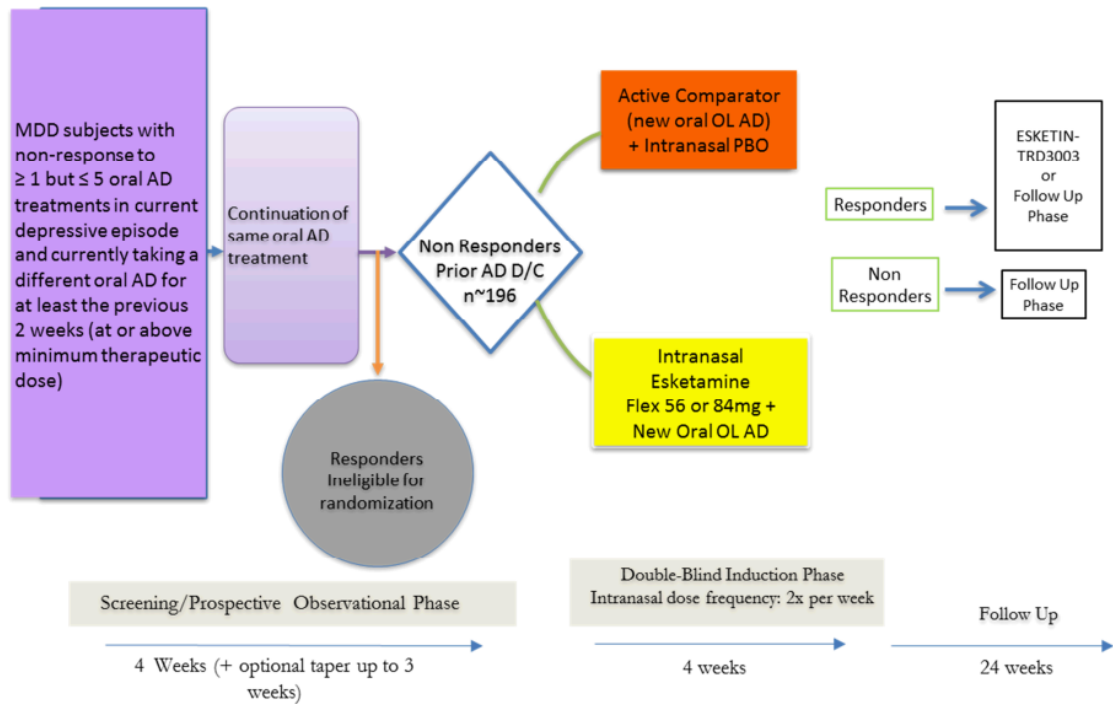 MDD subjects with
non-response to
≥ 1 but ≤ 5 oral AD
treatments in current
depressive episode
and currently taking a
different oral AD for
at least the previous
2 weeks (at or above
minimum therapeutic
dose)
Continuation of
same oral AD
treatment
Non Responders
Prior AD D/C
n~196
Responders
Ineligible for
randomization
Active Comparator
(new oral OL AD)
+ Intranasal PBO
Intranasal
Esketamine
Flex 56 or 84mg +
New Oral OL AD
Responders
ESKETIN-
TRD3003
or
Follow Up
Phase
Non
Responders
Follow Up
Phase
Screening/Prospective Observational Phase
4 Weeks (+ optional taper up to 3
weeks)
Double-Blind Induction Phase
Intranasal dose frequency: 2x per week
4 weeks
Follow Up
24 weeks